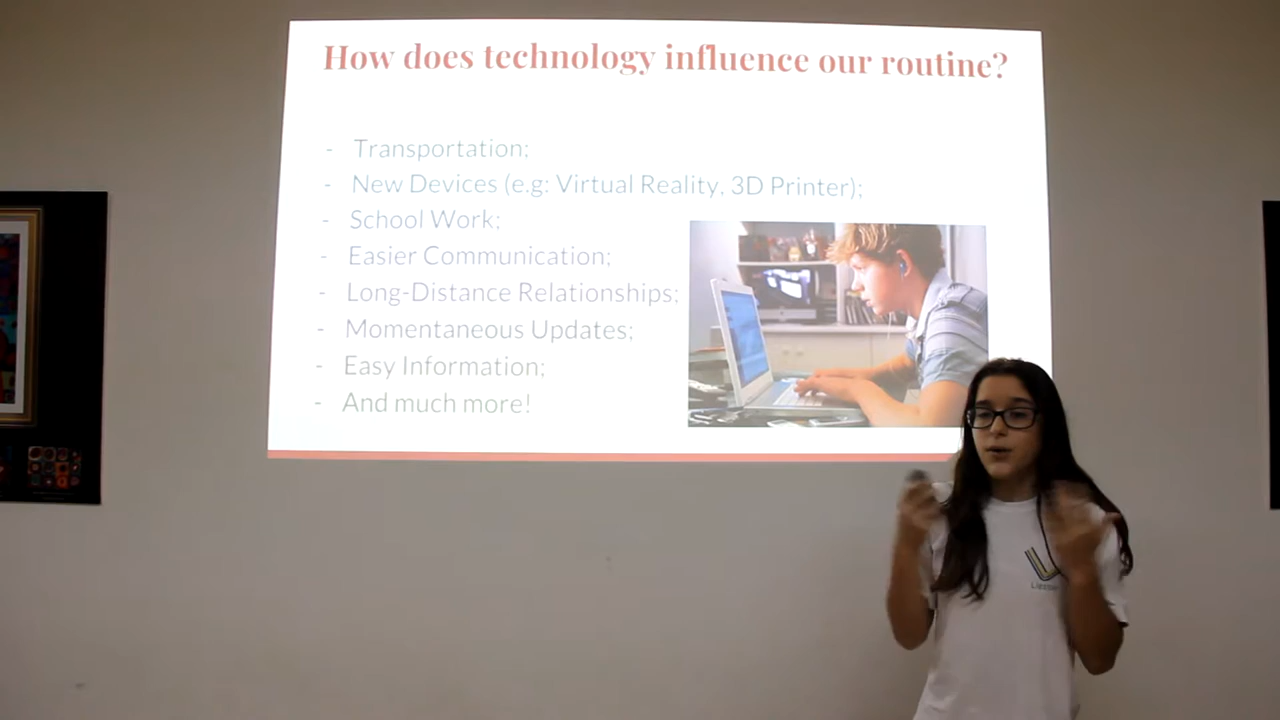 How does technology influence our routine?
- Transportation;
- New Devices (e.g: Virtual Reality, 3D Printer);
- School Work;
- Easier Communication;
- Long-Distance Relationships;
- Momentaneous Updates;
- Easy Information;
- And much more!